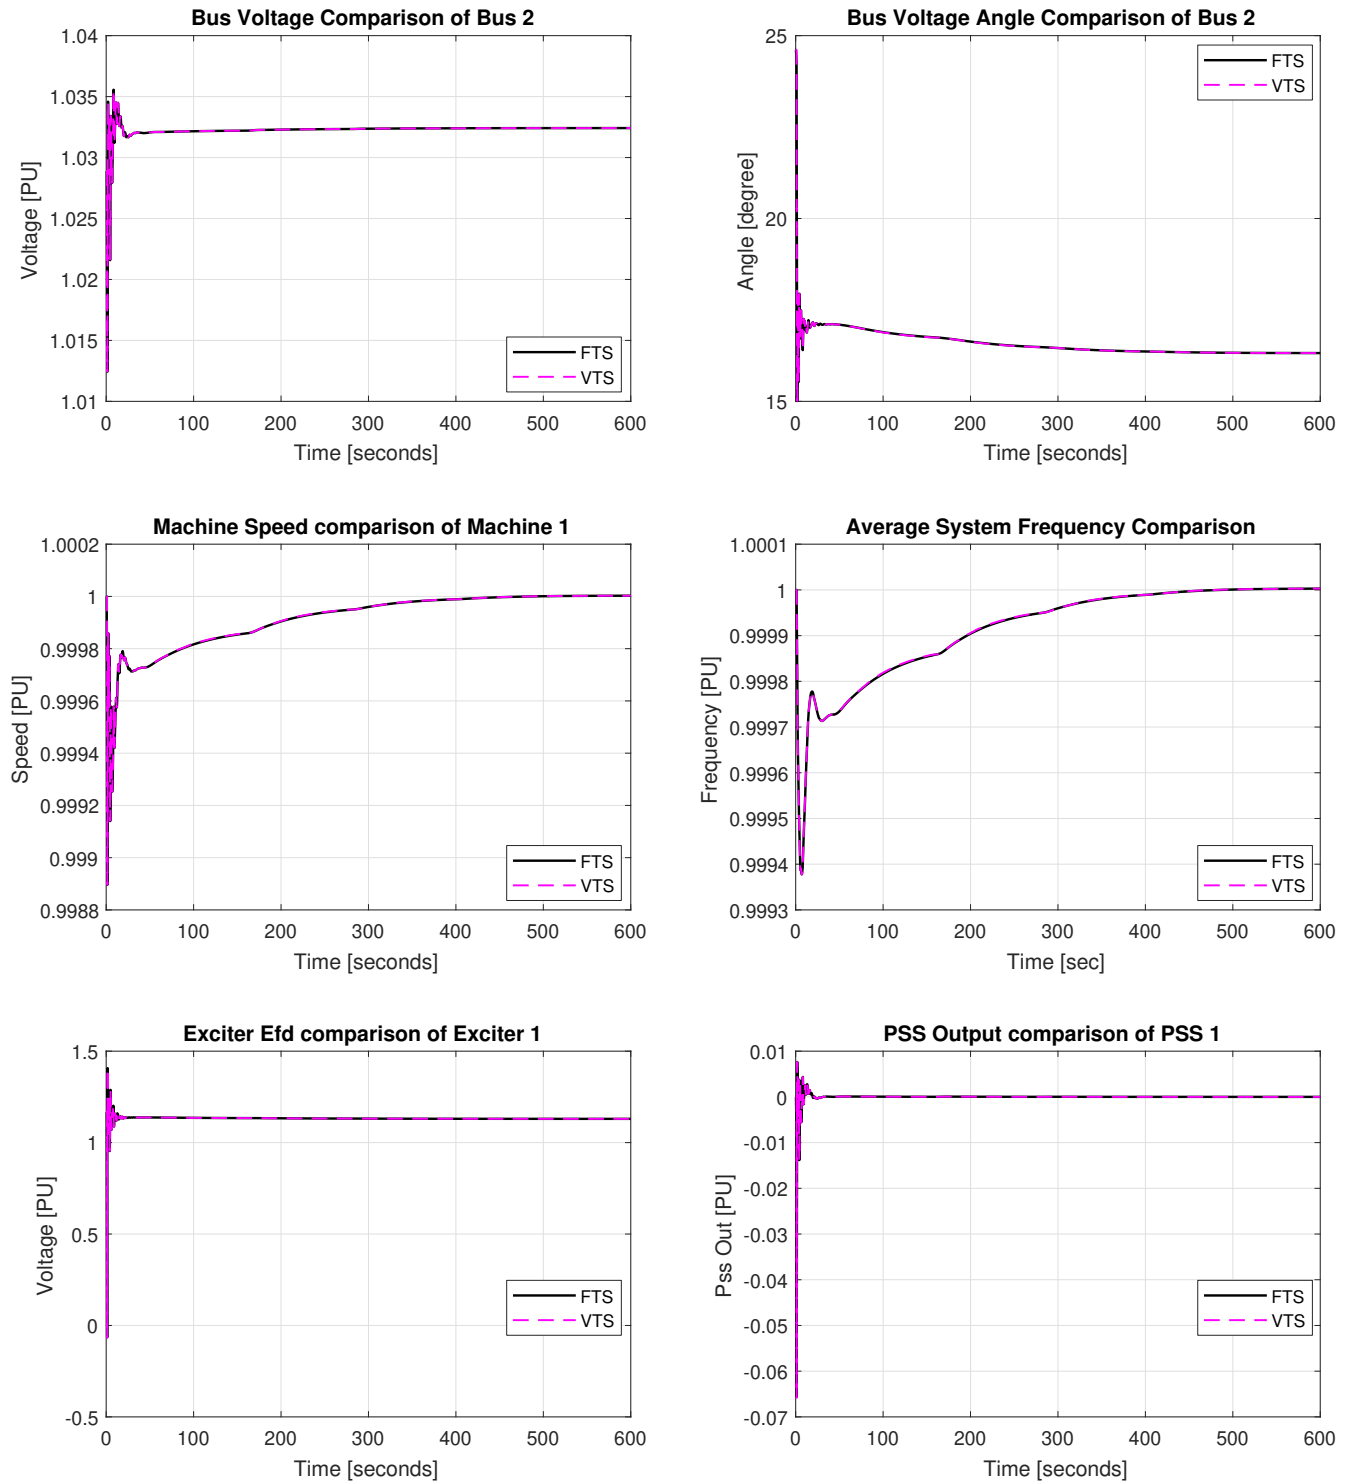 Bus Voltage Comparison of Bus 2
1.04
1.035
1.03
1.025
1.02
1.015
1.01
Voltage [PU]
FTS
VTS
0 100 200 300 400 500 600
Time [seconds]
Bus Voltage Angle Comparison of Bus 2
25
20
15
Angle [degree]
FTS
VTS
0 100 200 300 400 500 600
Time [seconds]
Machine Speed comparison of Machine 1
1.0002
1
0.9998
0.9996
0.9994
0.9992
0.999
0.9988
Speed [PU]
FTS
VTS
0 100 200 300 400 500 600
Time [seconds]
Average System Frequency Comparison
1.0001
1
0.9999
0.9998
0.9997
0.9996
0.9995
0.9994
0.9993
Frequency [PU]
FTS
VTS
0 100 200 300 400 500 600
Time [sec]
Exciter Efd comparison of Exciter 1
1.5
1
0.5
0
-0.5
Voltage [PU]
FTS
VTS
0 100 200 300 400 500 600
Time [seconds]
PSS Output comparison of PSS 1
0.01
0
-0.01
-0.02
-0.03
-0.04
-0.05
-0.06
-0.07
Pss Out [PU]
FTS
VTS
0 100 200 300 400 500 600
Time [seconds]